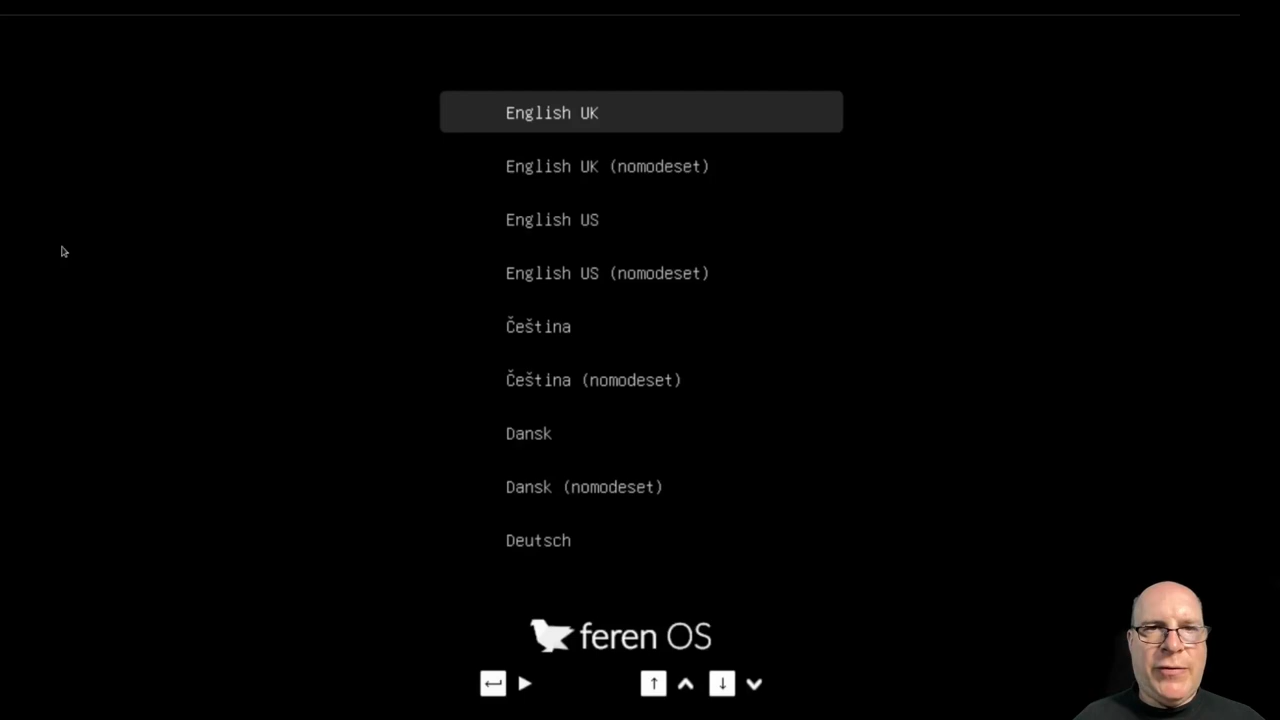 English UK
English UK (nomodeset)
English US
English US (nomodeset)
Čeština
Čeština (nomodeset)
Dansk
Dansk (nomodeset)
Deutsch
feren OS